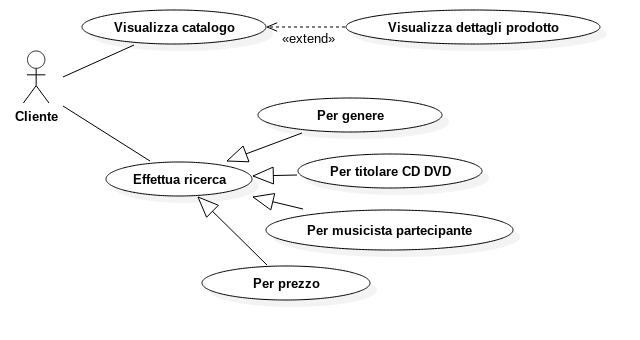 Visualizza catalogo
Visualizza dettagli prodotto
«extend»
Cliente
Per genere
Effettua ricerca
Per titolare CD DVD
Per musicista partecipante
Per prezzo